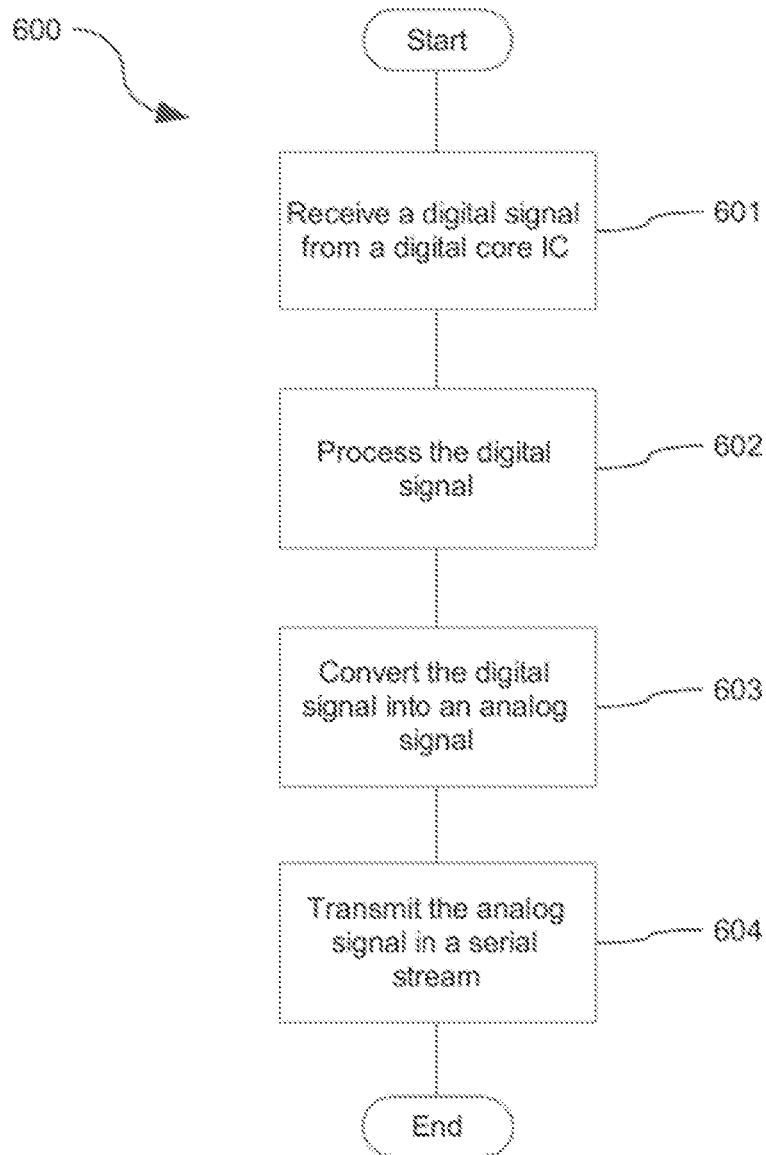 600
Start
Receive a digital signal
from a digital core IC
601
Process the digital
signal
602
Convert the digital
signal into an analog
signal
603
Transmit the analog
signal in a serial
stream
604
End